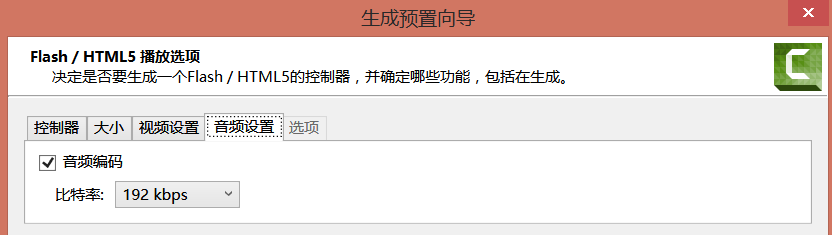 生成预置向导
Flash / HTML5 播放选项
决定是否要生成一个Flash / HTML5的控制器，并确定哪些功能，包括在生成。
控制器 大小 视频设置 音频设置 选项
音频编码
比特率: 192 kbps